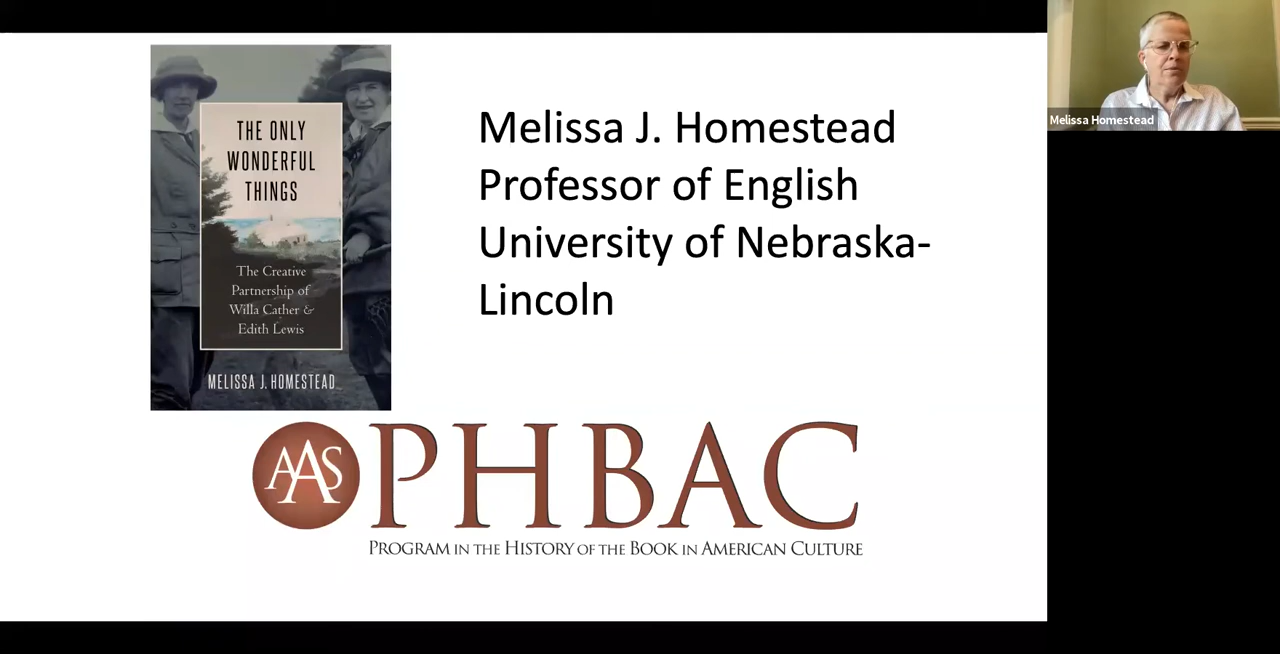 THE ONLY
WONDERFUL
THINGS
The Creative
Partnership of
Willa Cather &
Edith Lewis
MELISSA J. HOMESTEAD
Melissa J. Homestead
Professor of English
University of Nebraska-
Lincoln
AAS PHBAC
PROGRAM IN THE HISTORY OF THE BOOK IN AMERICAN CULTURE
Melissa Homestead